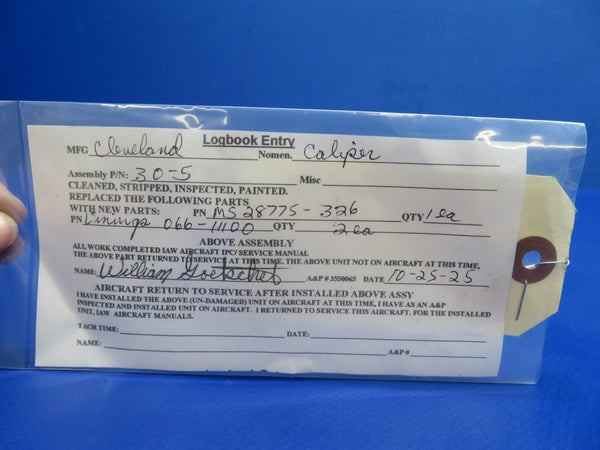 Logbook Entry
MFG Cleveland Nomen. Caliper
Assembly P/N: 30-5 Misc
CLEANED, STRIPPED, INSPECTED, PAINTED.
REPLACED THE FOLLOWING PARTS
WITH NEW PARTS: PN MS 28775-326 QTY 1 ea
PN Linings 066-1100 QTY 2 ea
ABOVE ASSEMBLY
ALL WORK COMPLETED IAW AIRCRAFT IPC/ SERVICE MANUAL
THE ABOVE PART RETURNED TO SERVICE AT THIS TIME. THE ABOVE UNIT NOT ON AIRCRAFT AT THIS TIME.
NAME: William A&P # 3550065 DATE 10-25-25
AIRCRAFT RETURN TO SERVICE AFTER INSTALLED ABOVE ASSY
I HAVE INSTALLED THE ABOVE (UN-DAMAGED) UNIT ON AIRCRAFT AT THIS TIME, I HAVE AS AN A&P
INSPECTED AND INSTALLED UNIT ON AIRCRAFT. I RETURNED TO SERVICE THIS AIRCRAFT. FOR THE INSTALLED
UNIT, IAW AIRCRAFT MANUALS.
TACH TIME: DATE:
NAME: A&P #